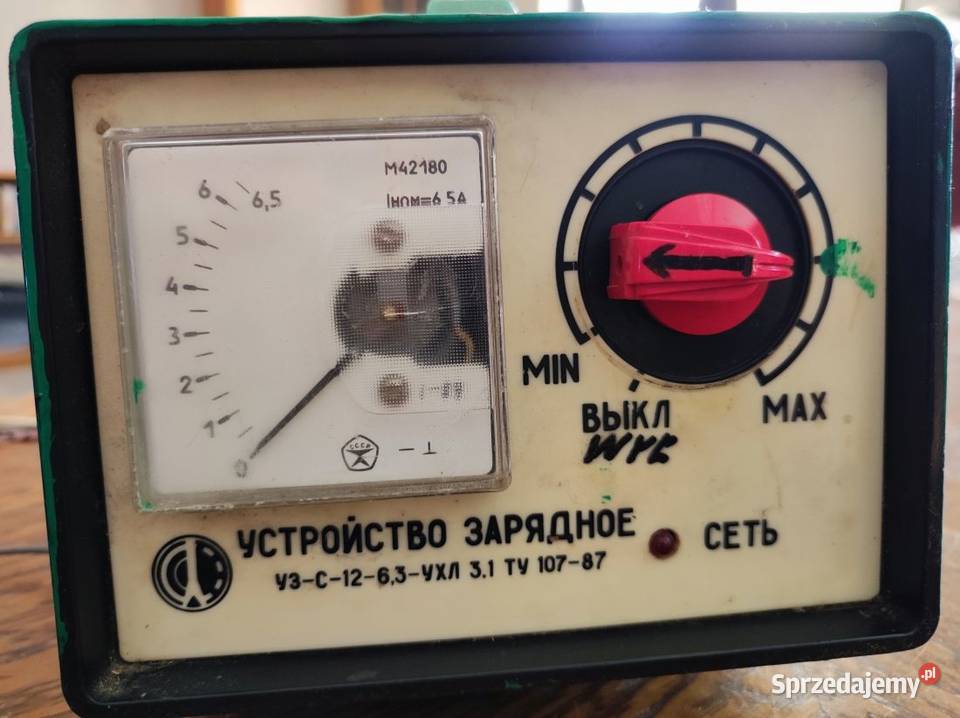 М42180
Iном=6,5А
6
6,5
5
4
3
2
1
0
СССР
MIN
MAX
ВЫКЛ
WYŁ
УСТРОЙСТВО ЗАРЯДНОЕ
СЕТЬ
УЗ-С-12-6,3-УХЛ 3.1 ТУ 107-87
Sprzedajemy.pl